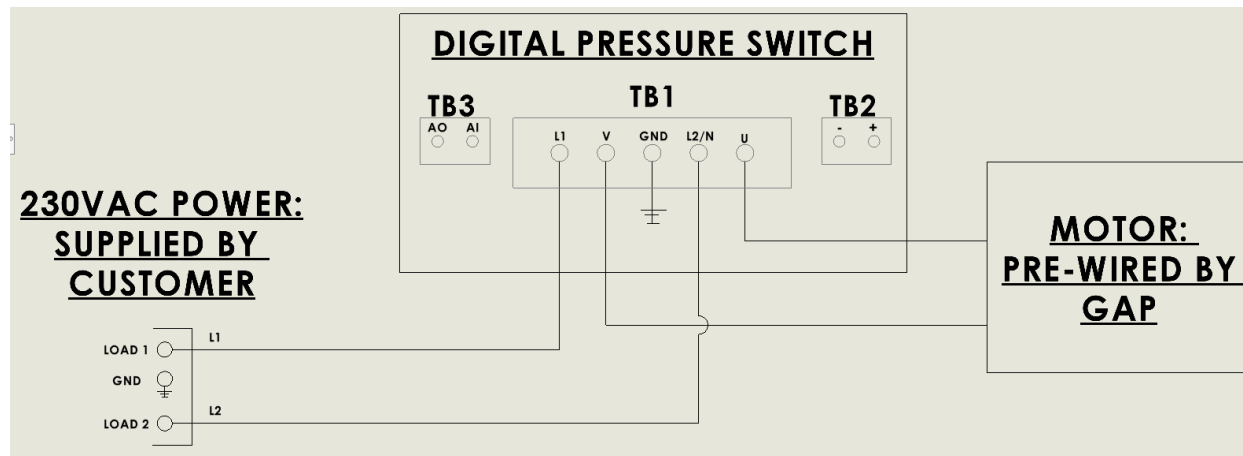 DIGITAL PRESSURE SWITCH
TB3
TB1
TB2
AO AI
L1 V GND L2/N U
- +
230VAC POWER:
SUPPLIED BY
CUSTOMER
MOTOR:
PRE-WIRED BY
GAP
LOAD 1
L1
GND
LOAD 2
L2